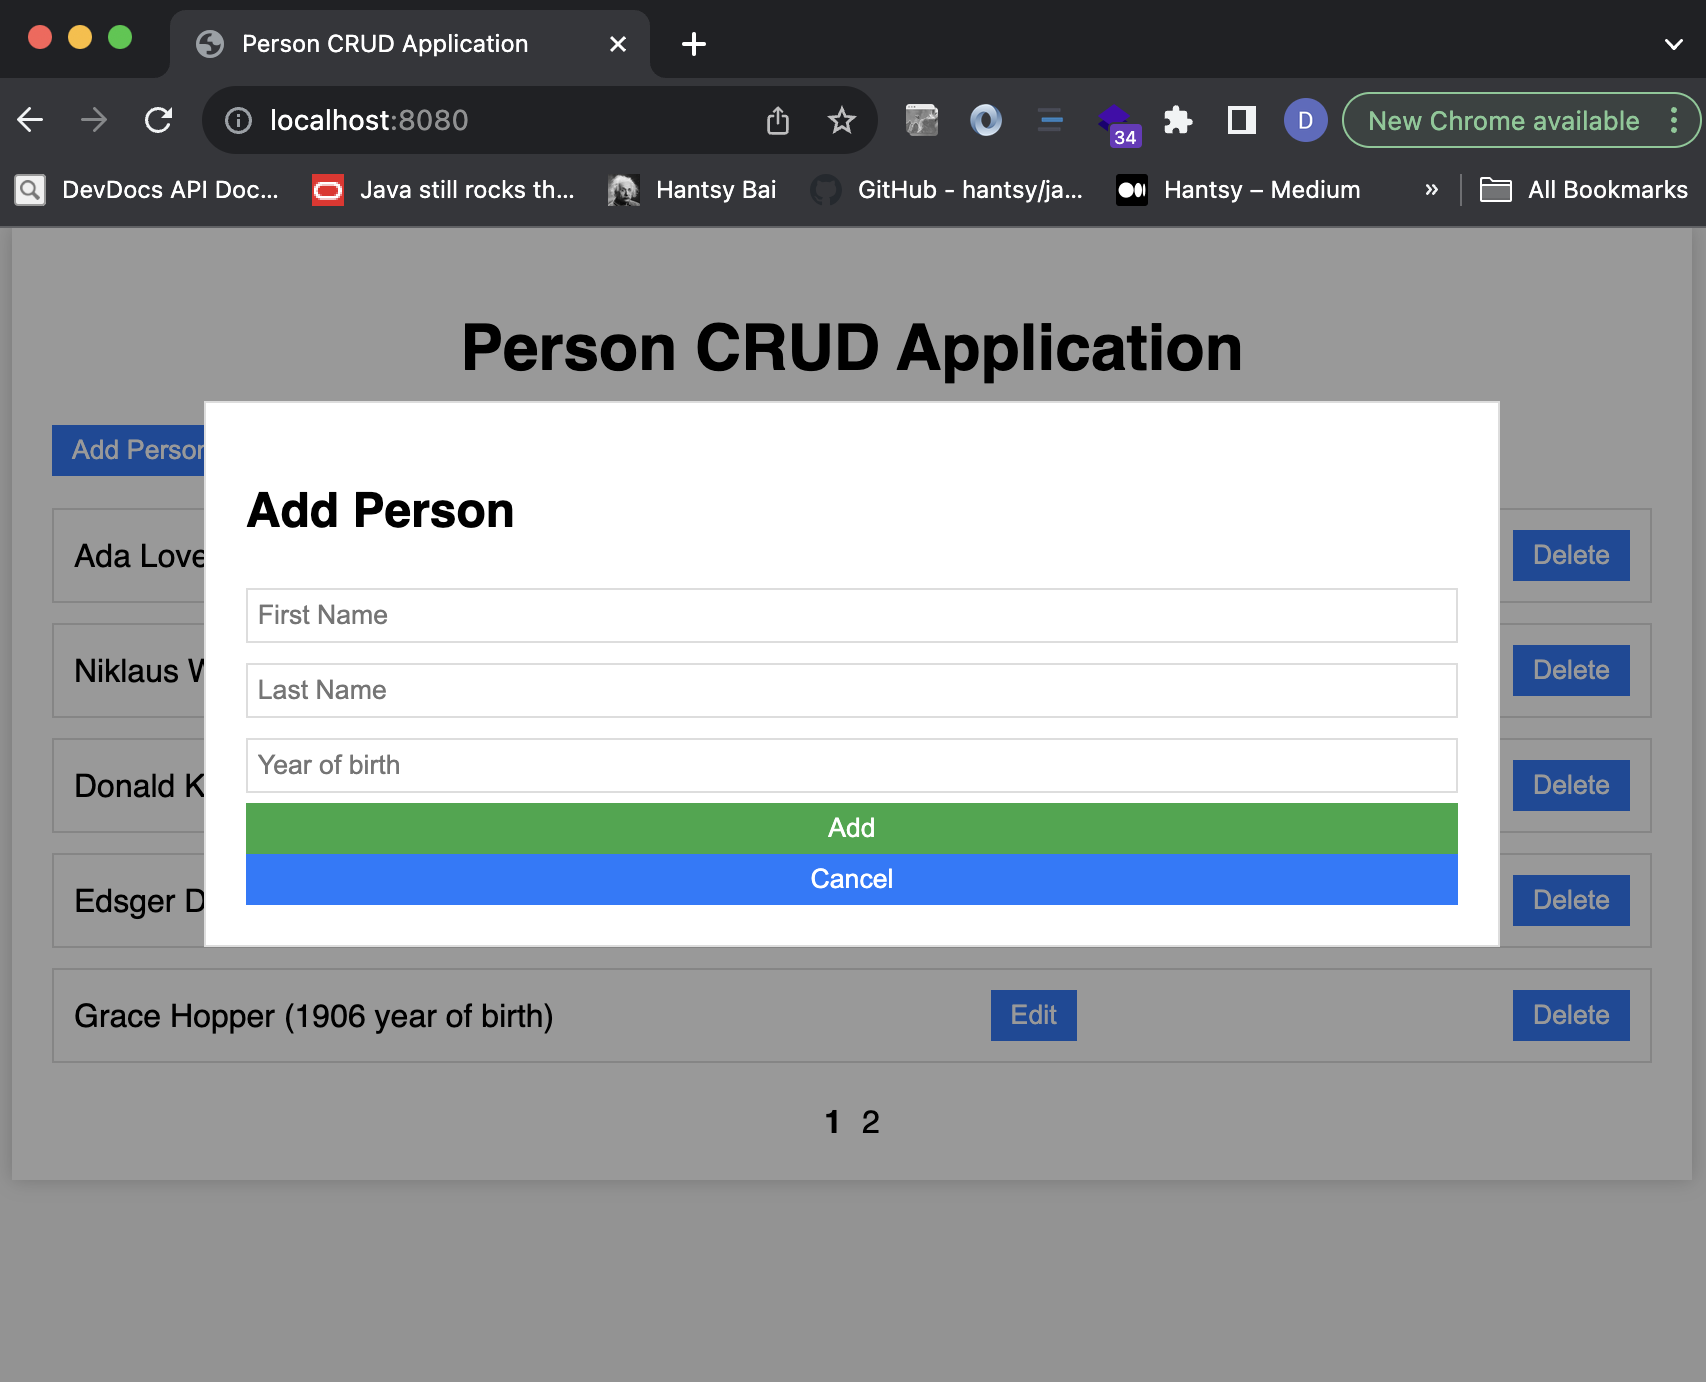 Person CRUD Application
localhost:8080
34
D
New Chrome available
DevDocs API Doc...
Java still rocks th...
Hantsy Bai
GitHub - hantsy/ja...
Hantsy – Medium
»
All Bookmarks
Person CRUD Application
Add Person
Add Person
Ada Love
Delete
First Name
Niklaus W
Delete
Last Name
Donald K
Delete
Year of birth
Add
Edsger D
Delete
Cancel
Grace Hopper (1906 year of birth)
Edit
Delete
1 2